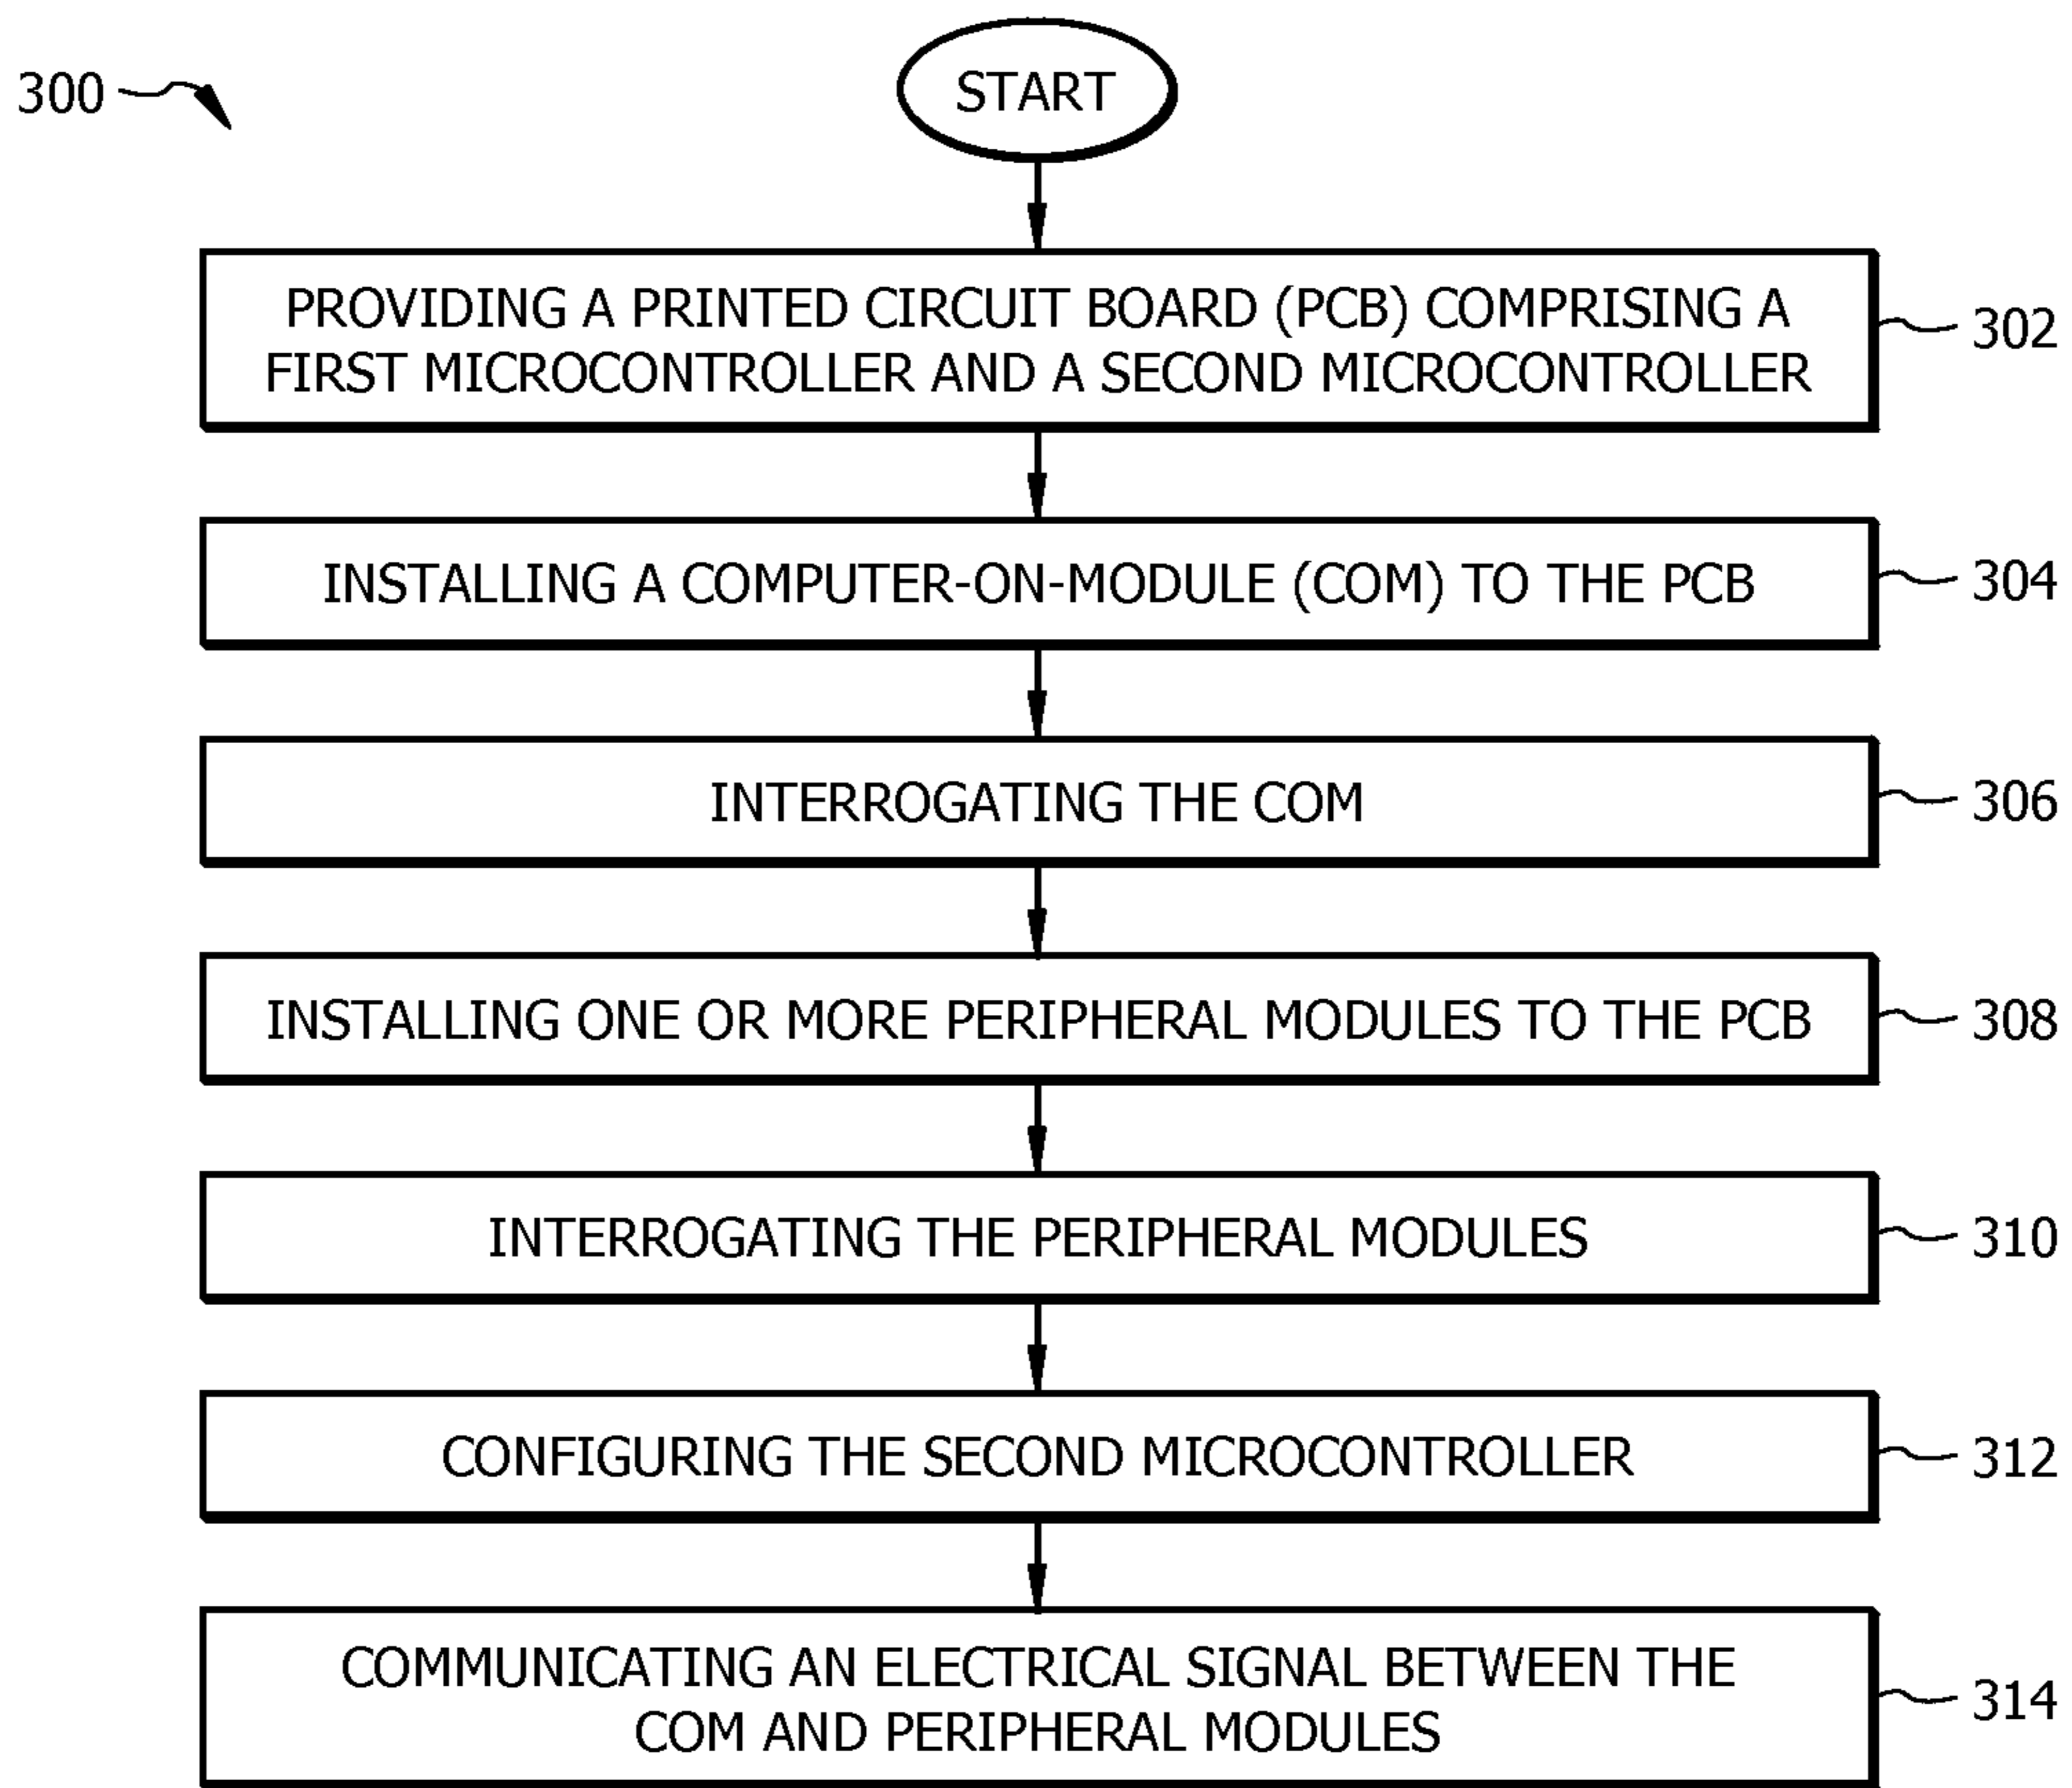 300
START
PROVIDING A PRINTED CIRCUIT BOARD (PCB) COMPRISING A
FIRST MICROCONTROLLER AND A SECOND MICROCONTROLLER
302
INSTALLING A COMPUTER-ON-MODULE (COM) TO THE PCB
304
INTERROGATING THE COM
306
INSTALLING ONE OR MORE PERIPHERAL MODULES TO THE PCB
308
INTERROGATING THE PERIPHERAL MODULES
310
CONFIGURING THE SECOND MICROCONTROLLER
312
COMMUNICATING AN ELECTRICAL SIGNAL BETWEEN THE
COM AND PERIPHERAL MODULES
314